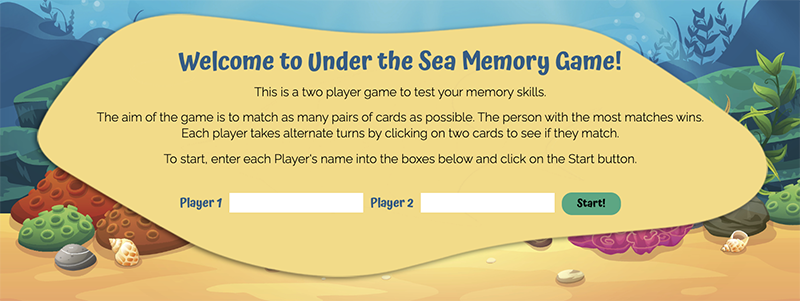 Welcome to Under the Sea Memory Game!
This is a two player game to test your memory skills.
The aim of the game is to match as many pairs of cards as possible. The person with the most matches wins.
Each player takes alternate turns by clicking on two cards to see if they match.
To start, enter each Player's name into the boxes below and click on the Start button.
Player 1 Player 2 Start!